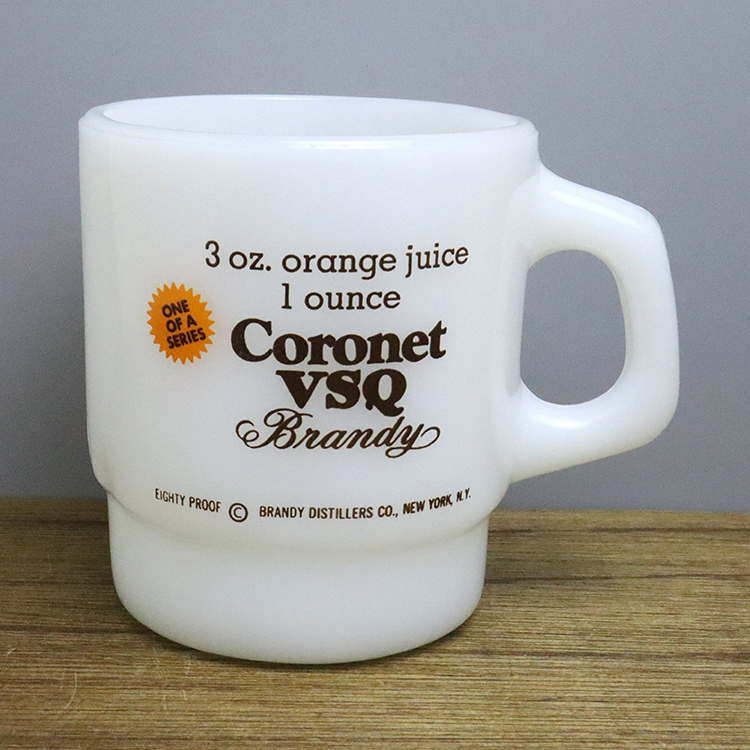 3 oz. orange juice
1 ounce
Coronet
VSQ
Brandy
ONE
OF A
SERIES
EIGHTY PROOF © BRANDY DISTILLERS CO., NEW YORK, N.Y.